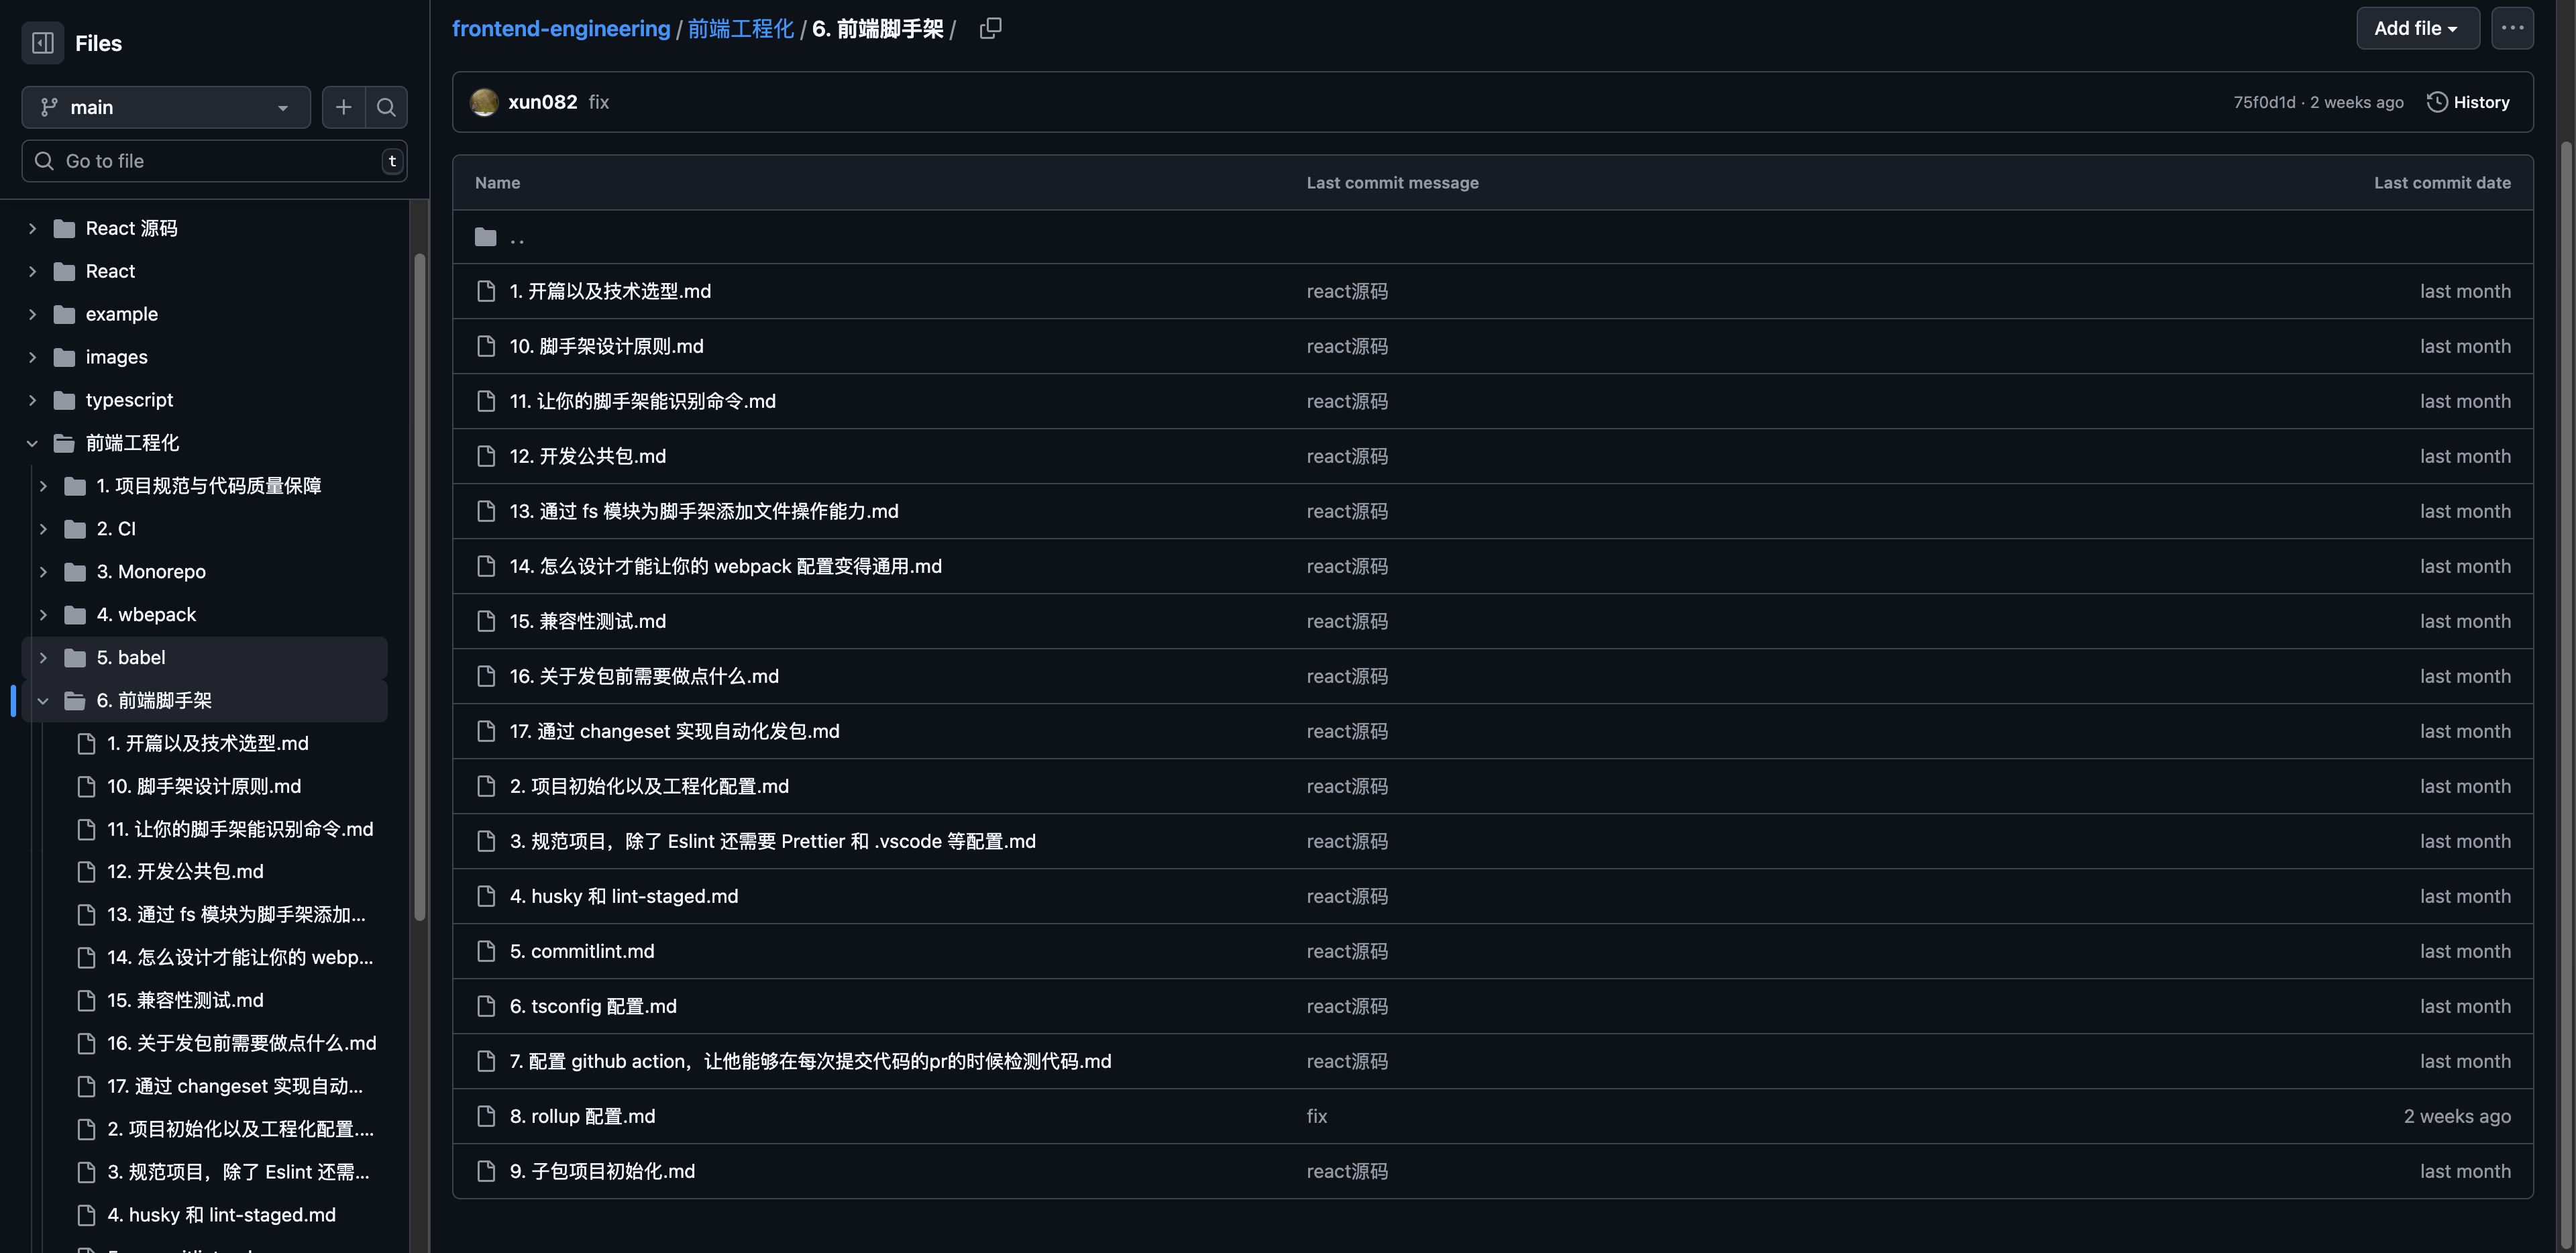 Files
main
Go to file
t
React 源码
React
example
images
typescript
前端工程化
1. 项目规范与代码质量保障
2. CI
3. Monorepo
4. wbepack
5. babel
6. 前端脚手架
1. 开篇以及技术选型.md
10. 脚手架设计原则.md
11. 让你的脚手架能识别命令.md
12. 开发公共包.md
13. 通过 fs 模块为脚手架添加...
14. 怎么设计才能让你的 webp...
15. 兼容性测试.md
16. 关于发包前需要做点什么.md
17. 通过 changeset 实现自动...
2. 项目初始化以及工程化配置....
3. 规范项目，除了 Eslint 还需...
4. husky 和 lint-staged.md
frontend-engineering / 前端工程化 / 6. 前端脚手架 /
Add file
xun082 fix 75f0d1d · 2 weeks ago History
Name Last commit message Last commit date
..
1. 开篇以及技术选型.md react源码 last month
10. 脚手架设计原则.md react源码 last month
11. 让你的脚手架能识别命令.md react源码 last month
12. 开发公共包.md react源码 last month
13. 通过 fs 模块为脚手架添加文件操作能力.md react源码 last month
14. 怎么设计才能让你的 webpack 配置变得通用.md react源码 last month
15. 兼容性测试.md react源码 last month
16. 关于发包前需要做点什么.md react源码 last month
17. 通过 changeset 实现自动化发包.md react源码 last month
2. 项目初始化以及工程化配置.md react源码 last month
3. 规范项目，除了 Eslint 还需要 Prettier 和 .vscode 等配置.md react源码 last month
4. husky 和 lint-staged.md react源码 last month
5. commitlint.md react源码 last month
6. tsconfig 配置.md react源码 last month
7. 配置 github action，让他能够在每次提交代码的pr的时候检测代码.md react源码 last month
8. rollup 配置.md fix 2 weeks ago
9. 子包项目初始化.md react源码 last month